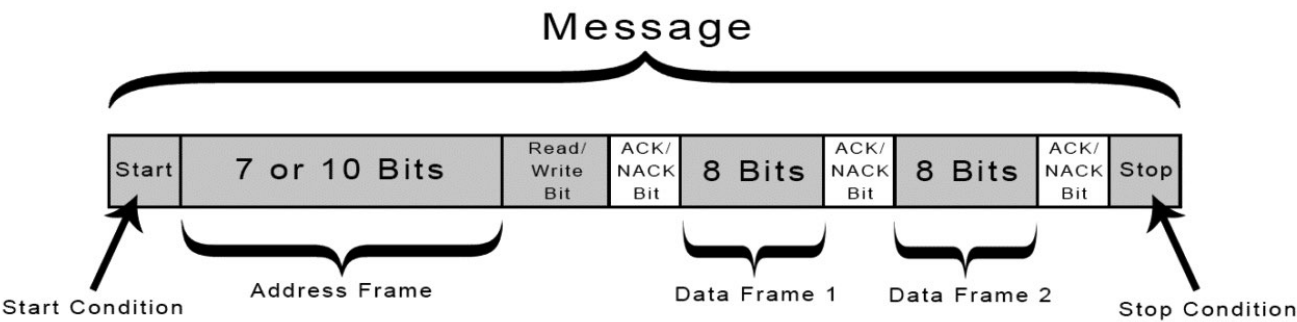 Message
Start
7 or 10 Bits
Read/
Write
Bit
ACK/
NACK
Bit
8 Bits
ACK/
NACK
Bit
8 Bits
ACK/
NACK
Bit
Stop
Start Condition
Address Frame
Data Frame 1
Data Frame 2
Stop Condition